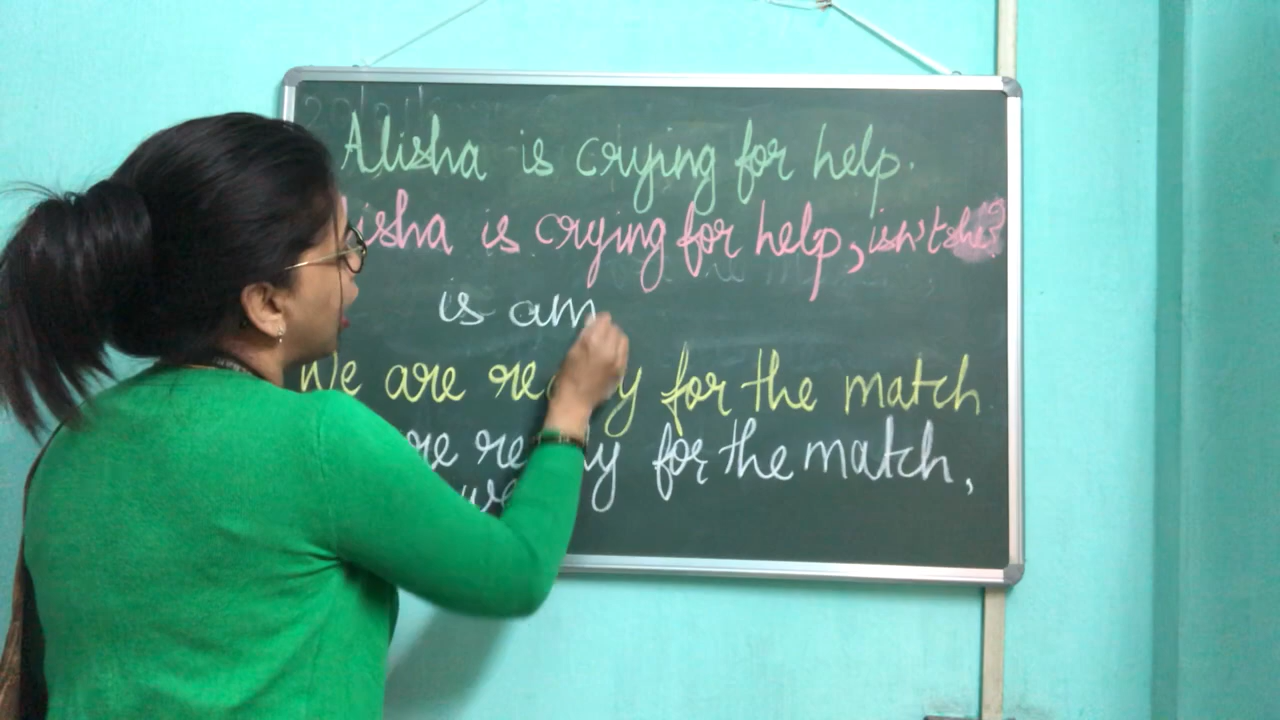 Alisha is crying for help.
isha is crying for help, isn't she?
is am
We are ready for the match
are ready for the match,
we